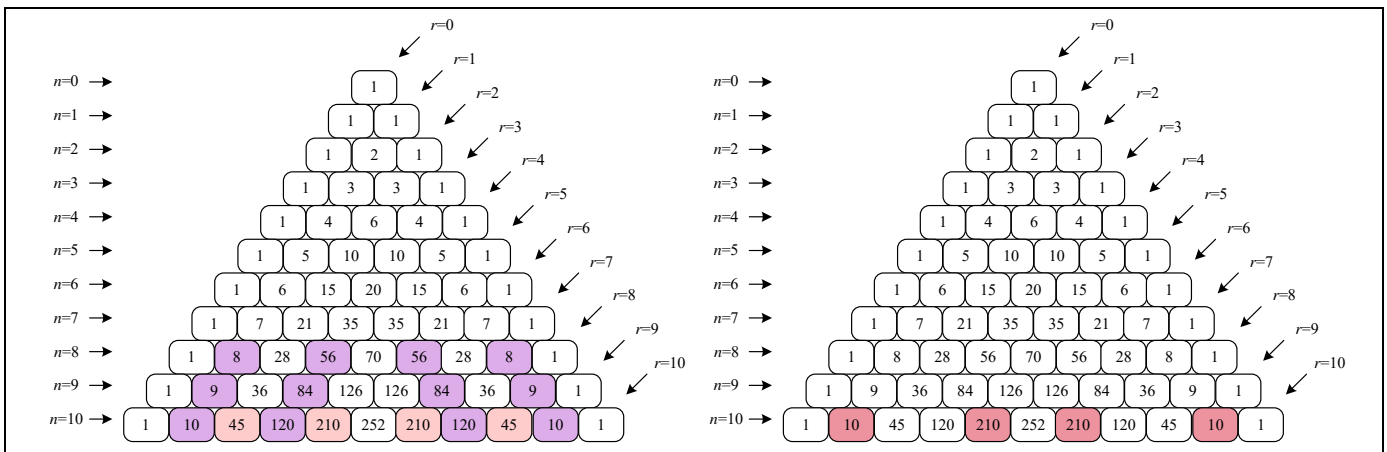 r=0 r=0
r=1 r=1
n=0 1 n=0 1
r=2 r=2
n=1 1 1 n=1 1 1
r=3 r=3
n=2 1 2 1 n=2 1 2 1
r=4 r=4
n=3 1 3 3 1 n=3 1 3 3 1
r=5 r=5
n=4 1 4 6 4 1 n=4 1 4 6 4 1
r=6 r=6
n=5 1 5 10 10 5 1 n=5 1 5 10 10 5 1
r=7 r=7
n=6 1 6 15 20 15 6 1 n=6 1 6 15 20 15 6 1
r=8 r=8
n=7 1 7 21 35 35 21 7 1 n=7 1 7 21 35 35 21 7 1
r=9 r=9
n=8 1 8 28 56 70 56 28 8 1 n=8 1 8 28 56 70 56 28 8 1
r=10 r=10
n=9 1 9 36 84 126 126 84 36 9 1 n=9 1 9 36 84 126 126 84 36 9 1
n=10 1 10 45 120 210 252 210 120 45 10 1 n=10 1 10 45 120 210 252 210 120 45 10 1